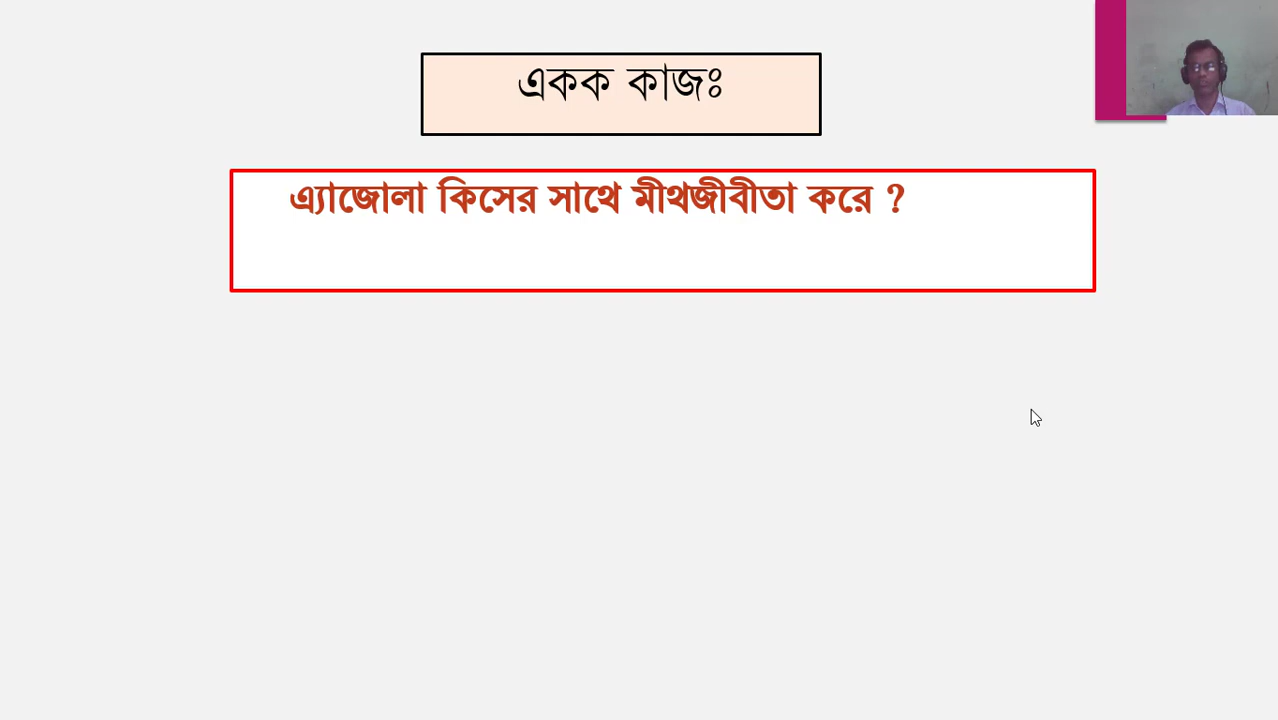 একক কাজঃ
এ্যাজোলা কিসের সাথে মীথজীবীতা করে ?